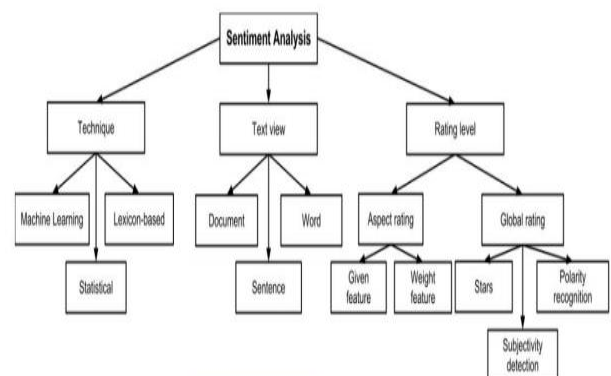 Sentiment Analysis
Technique
Text view
Rating level
Machine Learning
Lexicon-based
Document
Word
Aspect rating
Global rating
Statistical
Sentence
Given
feature
Weight
feature
Stars
Polarity
recognition
Subjectivity
detection